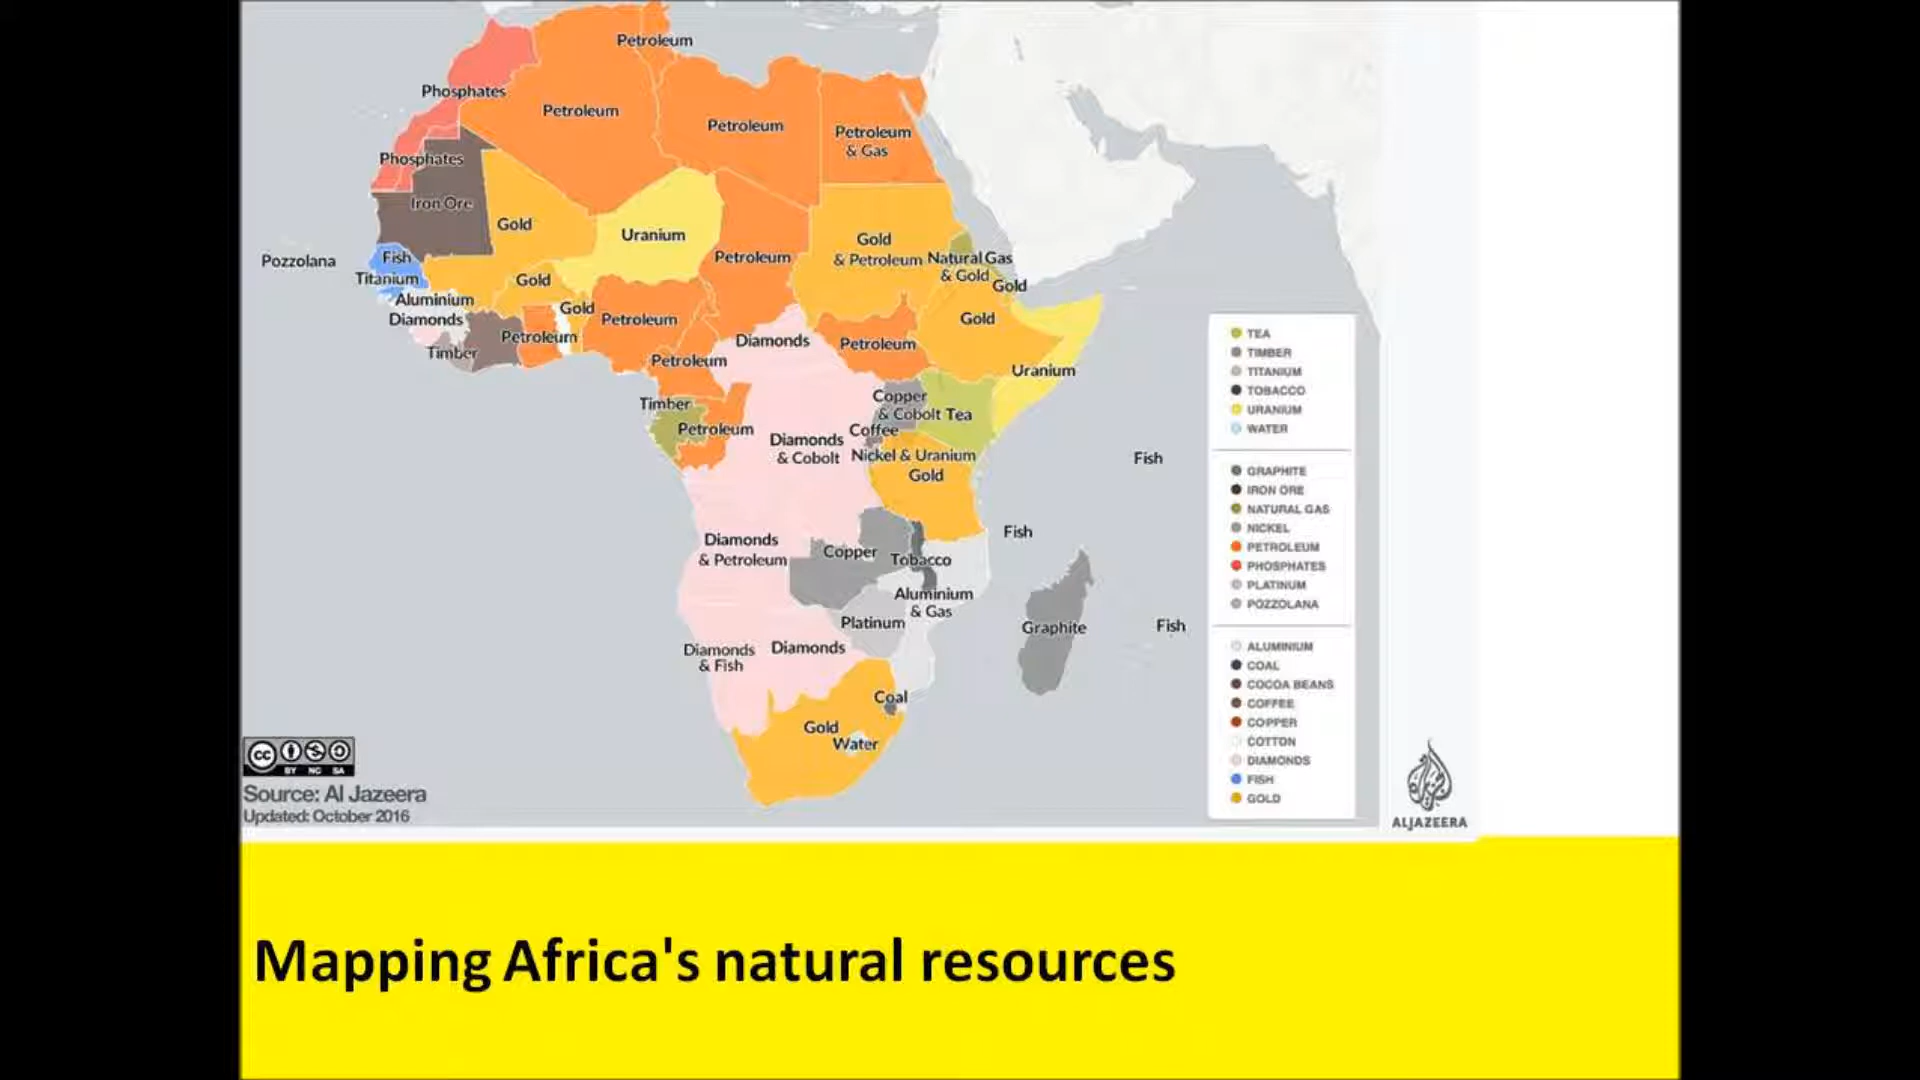 Petroleum
Phosphates
Petroleum
Petroleum
Petroleum
& Gas
Phosphates
Iron Ore
Gold
Uranium
Gold
& Petroleum
Petroleum
Natural Gas
& Gold
Pozzolana
Fish
Titanium
Gold
Gold
Aluminium
Diamonds
Gold
Petroleum
Gold
Petroleum
Diamonds
Petroleum
Timber
Petroleum
Uranium
Copper
& Cobolt
Tea
Timber
Petroleum
Coffee
Diamonds
& Cobolt
Nickel & Uranium
Gold
Fish
Fish
Diamonds
& Petroleum
Copper
Tobacco
Aluminium
& Gas
Platinum
Graphite
Fish
Diamonds
& Fish
Diamonds
Coal
Gold
Water
TEA
TIMBER
TITANIUM
TOBACCO
URANIUM
WATER
GRAPHITE
IRON ORE
NATURAL GAS
NICKEL
PETROLEUM
PHOSPHATES
PLATINUM
POZZOLANA
ALUMINIUM
COAL
COCOA BEANS
COFFEE
COPPER
COTTON
DIAMONDS
FISH
GOLD
cc
BY NC SA
Source: Al Jazeera
Updated: October 2016
ALJAZEERA
Mapping Africa's natural resources